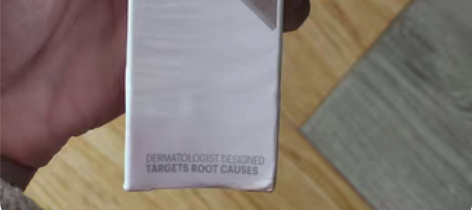 DERMATOLOGIST DESIGNED
TARGETS ROOT CAUSES